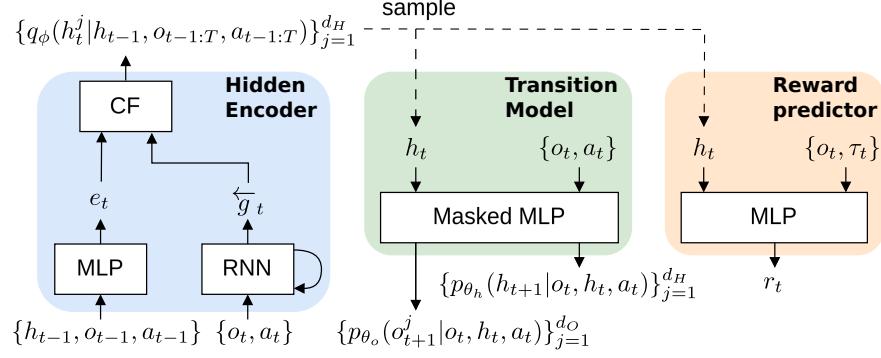 sample
$\{q_\phi(h_t^j|h_{t-1}, o_{t-1:T}, a_{t-1:T})\}_{j=1}^{d_H}$
Hidden
Encoder
CF
$e_t$
$\overleftarrow{g}_t$
MLP
RNN
$\{h_{t-1}, o_{t-1}, a_{t-1}\}$
$\{o_t, a_t\}$
Transition
Model
$h_t$
$\{o_t, a_t\}$
Masked MLP
$\{p_{\theta_h}(h_{t+1}|o_t, h_t, a_t)\}_{j=1}^{d_H}$
$\{p_{\theta_o}(o_{t+1}^j|o_t, h_t, a_t)\}_{j=1}^{d_O}$
Reward
predictor
$h_t$
$\{o_t, \tau_t\}$
MLP
$r_t$